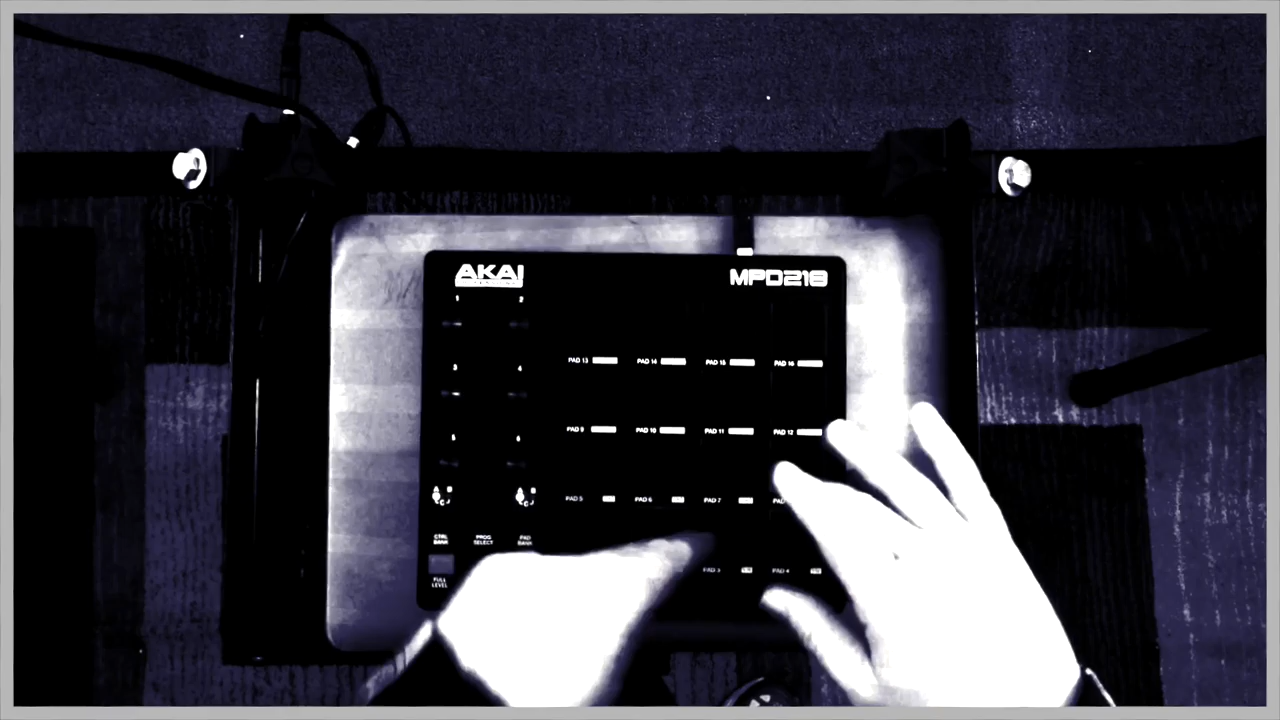 AKAI
MPD218
1 2
3 4
5 6
PAD 13 PAD 14 PAD 15 PAD 16
PAD 9 PAD 10 PAD 11 PAD 12
PAD 5 PAD 6 PAD 7
A B A B
C C
CTRL BANK
PROG SELECT
PAD BANK
PAD 3 PAD 4
FULL LEVEL